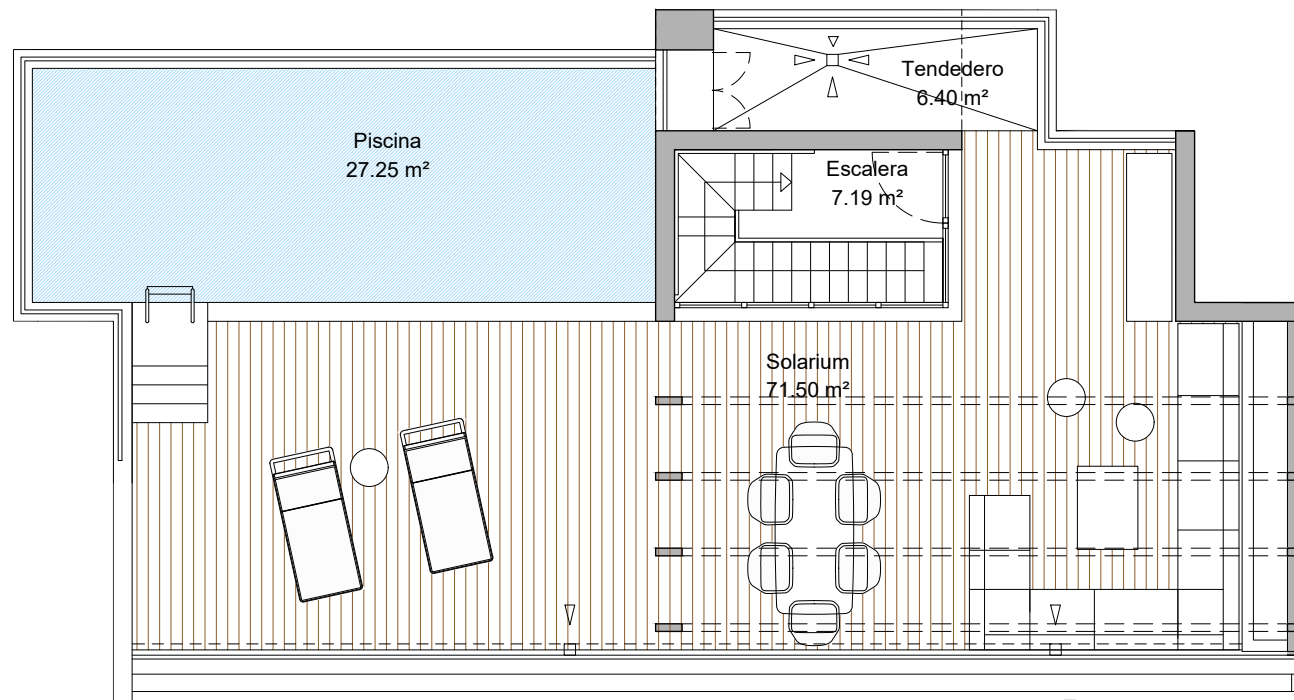 Tendedero
6.40 m²
Piscina
27.25 m²
Escalera
7.19 m²
Solarium
71.50 m²